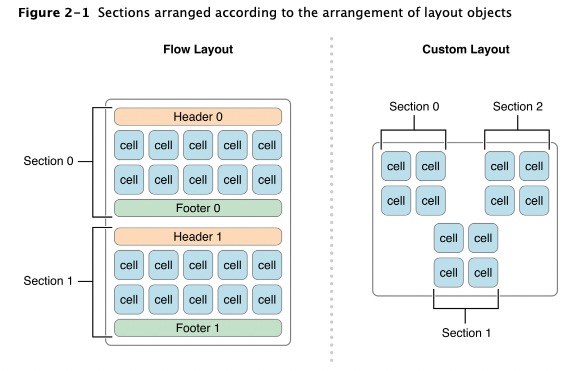 Figure 2-1 Sections arranged according to the arrangement of layout objects
Flow Layout
Header 0
cell cell cell cell cell
Section 0
cell cell cell cell cell
Footer 0
Header 1
cell cell cell cell cell
Section 1
cell cell cell cell cell
Footer 1
Custom Layout
Section 0 Section 2
cell cell cell cell
cell cell cell cell
cell cell
cell cell
Section 1